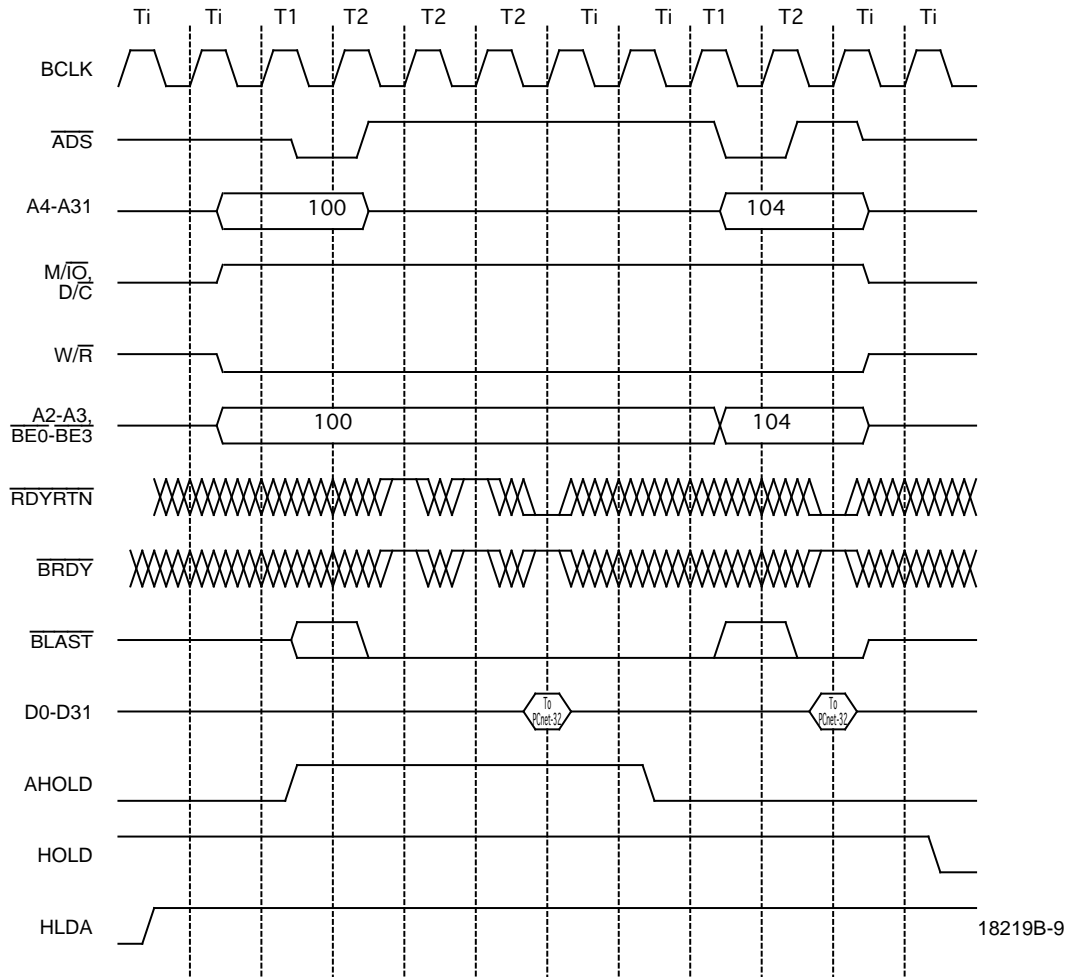 Ti Ti T1 T2 T2 T2 Ti Ti T1 T2 Ti Ti
BCLK
ADS
A4-A31 100 104
M/IO,
D/C
W/R
A2-A3,
BE0-BE3 100 104
RDYRTN
BRDY
BLAST
D0-D31
To
PCnet-32
To
PCnet-32
AHOLD
HOLD
HLDA
18219B-9